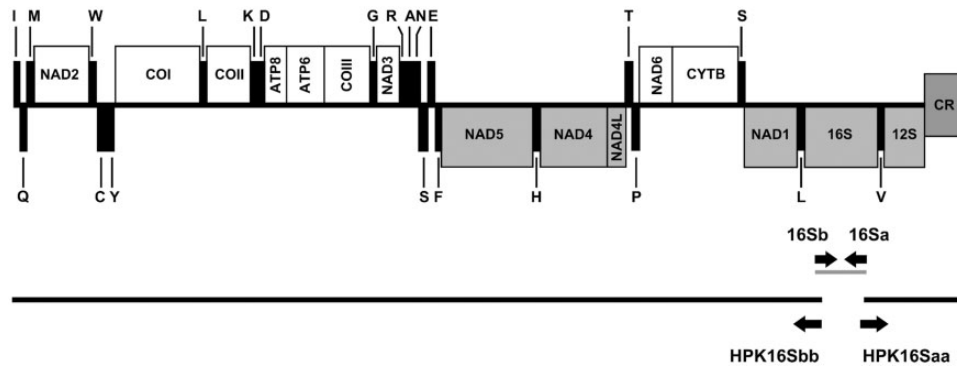 I M W L K D G R A N E T S
NAD2 COI COII ATP8 ATP6 COIII NAD3 NAD6 CYTB
CR
NAD5 NAD4 NAD4L NAD1 16S 12S
Q C Y S F H P L V
16Sb 16Sa
HPK16Sbb HPK16Saa